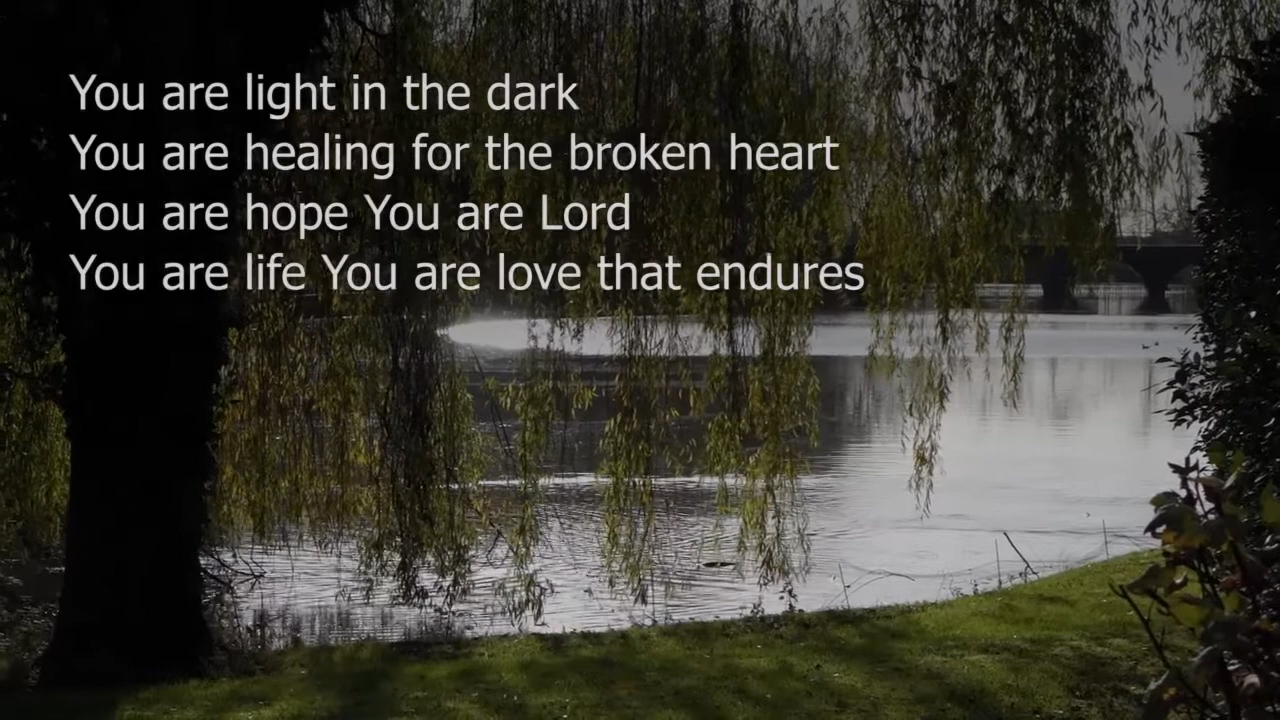 You are light in the dark
You are healing for the broken heart
You are hope You are Lord
You are life You are love that endures